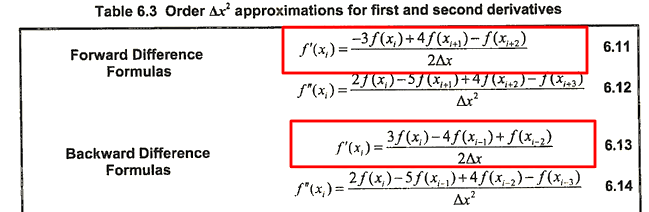 Table 6.3 Order Δx² approximations for first and second derivatives
Forward Difference
Formulas
f'(xᵢ) = (−3f(xᵢ) + 4f(xᵢ₊₁) − f(xᵢ₊₂)) / 2Δx 6.11
f"(xᵢ) = (2f(xᵢ) − 5f(xᵢ₊₁) + 4f(xᵢ₊₂) − f(xᵢ₊₃)) / Δx² 6.12
Backward Difference
Formulas
f'(xᵢ) = (3f(xᵢ) − 4f(xᵢ₋₁) + f(xᵢ₋₂)) / 2Δx 6.13
f"(xᵢ) = (2f(xᵢ) − 5f(xᵢ₋₁) + 4f(xᵢ₋₂) − f(xᵢ₋₃)) / Δx² 6.14